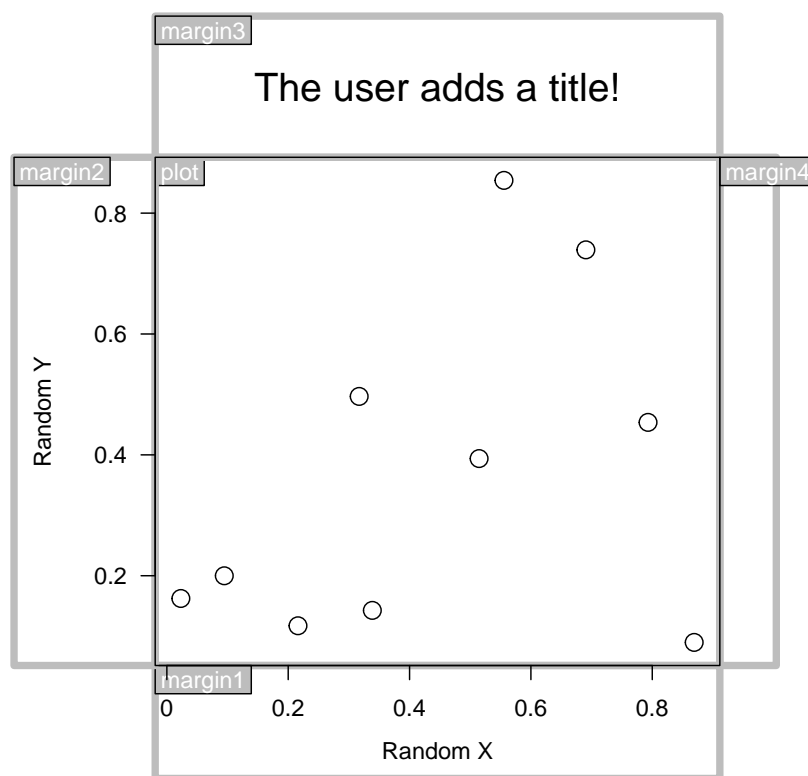 margin3
The user adds a title!
margin2
plot
margin4
0.8
0.6
0.4
0.2
Random Y
margin1
0
0.2
0.4
0.6
0.8
Random X